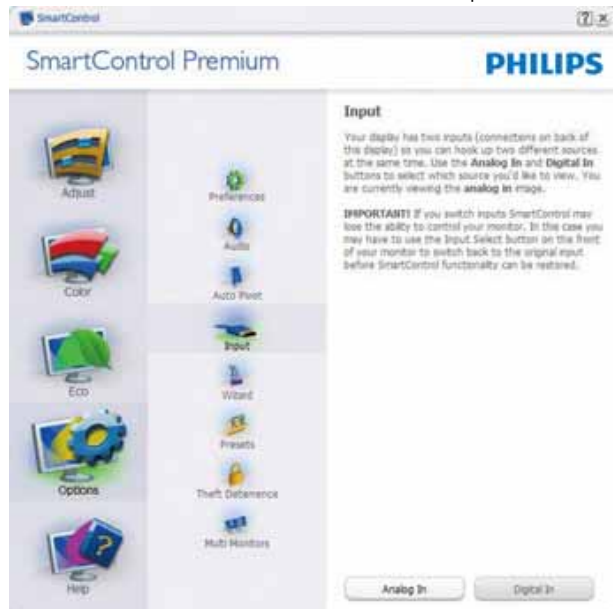 SmartControl
SmartControl Premium
PHILIPS
Adjust
Color
Eco
Options
Help
Preferences
Audio
Auto Pivot
Input
Wizard
Presets
Theft Deterrence
Multi Monitors
Input
Your display has two inputs (connections on back of
this display) so you can hook up two different sources
at the same time. Use the Analog In and Digital In
buttons to select which source you'd like to view. You
are currently viewing the analog in image.
IMPORTANT! If you switch inputs SmartControl may
lose the ability to control your monitor. In this case you
may have to use the Input Select button on the front
of your monitor to switch back to the original input
before SmartControl functionality can be restored.
Analog In
Digital In